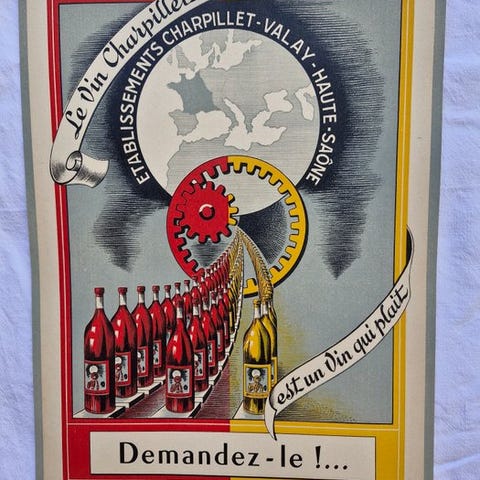 Le Vin Charpillet
ETABLISSEMENTS CHARPILLET-VALAY-HAUTE-SAÔNE
est un vin qui plait
Demandez-le !...